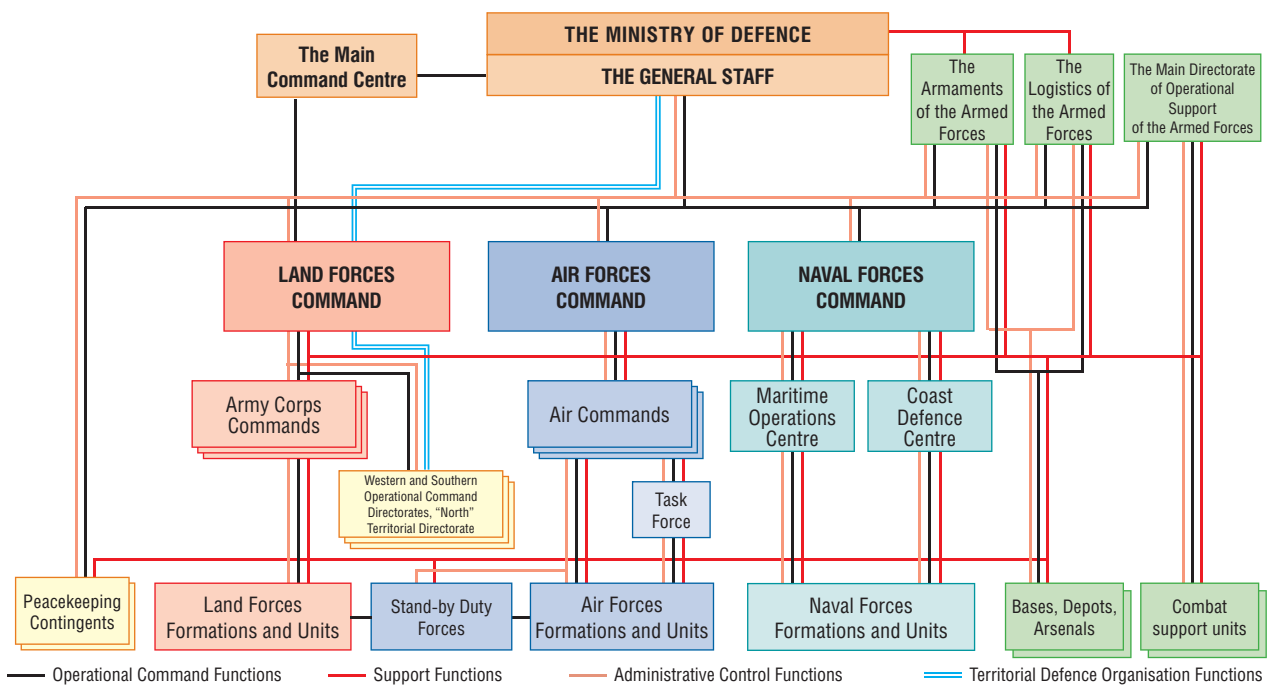 THE MINISTRY OF DEFENCE
THE GENERAL STAFF
The Main
Command Centre
The
Armaments
of the Armed
Forces
The
Logistics of
the Armed
Forces
The Main Directorate
of Operational
Support
of the Armed Forces
LAND FORCES
COMMAND
AIR FORCES
COMMAND
NAVAL FORCES
COMMAND
Army Corps
Commands
Air Commands
Maritime
Operations
Centre
Coast
Defence
Centre
Western and Southern
Operational Command
Directorates, “North”
Territorial Directorate
Task
Force
Peacekeeping
Contingents
Land Forces
Formations and Units
Stand-by Duty
Forces
Air Forces
Formations and Units
Naval Forces
Formations and Units
Bases, Depots,
Arsenals
Combat
support units
Operational Command Functions
Support Functions
Administrative Control Functions
Territorial Defence Organisation Functions